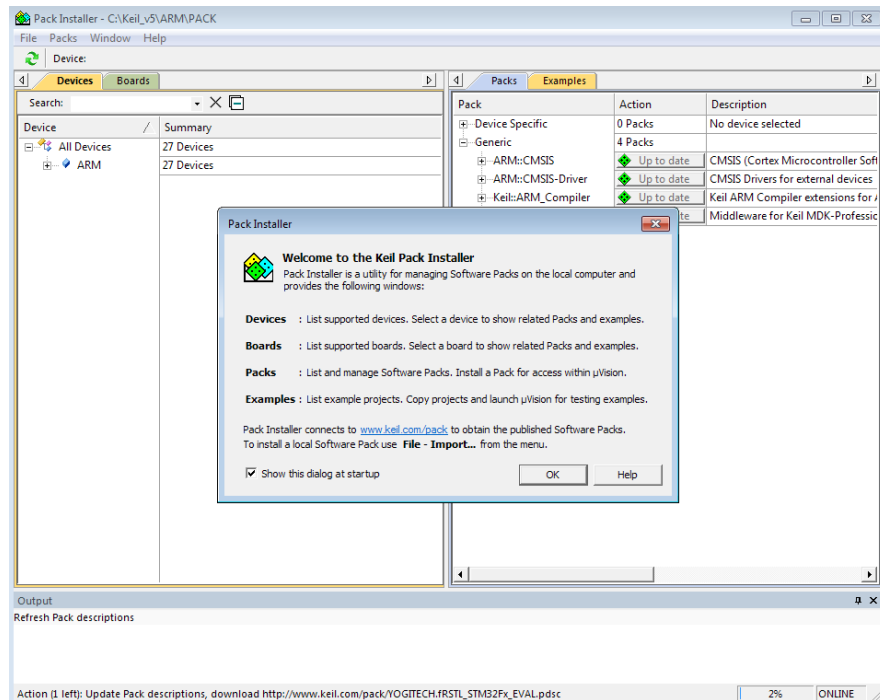 Pack Installer - C:\Keil_v5\ARM\PACK
File Packs Window Help
Device:
Devices Boards
Search:
Device / Summary
All Devices 27 Devices
ARM 27 Devices
Packs Examples
Pack Action Description
Device Specific 0 Packs No device selected
Generic 4 Packs
ARM::CMSIS Up to date CMSIS (Cortex Microcontroller Soft
ARM::CMSIS-Driver Up to date CMSIS Drivers for external devices
Keil::ARM_Compiler Up to date Keil ARM Compiler extensions for
te Middleware for Keil MDK-Professic
Pack Installer
Welcome to the Keil Pack Installer
Pack Installer is a utility for managing Software Packs on the local computer and
provides the following windows:
Devices : List supported devices. Select a device to show related Packs and examples.
Boards : List supported boards. Select a board to show related Packs and examples.
Packs : List and manage Software Packs. Install a Pack for access within µVision.
Examples : List example projects. Copy projects and launch µVision for testing examples.
Pack Installer connects to www.keil.com/pack to obtain the published Software Packs.
To install a local Software Pack use File - Import... from the menu.
Show this dialog at startup
OK Help
Output
Refresh Pack descriptions
Action (1 left): Update Pack descriptions, download http://www.keil.com/pack/YOGITECH.fRSTL_STM32Fx_EVAL.pdsc 2% ONLINE